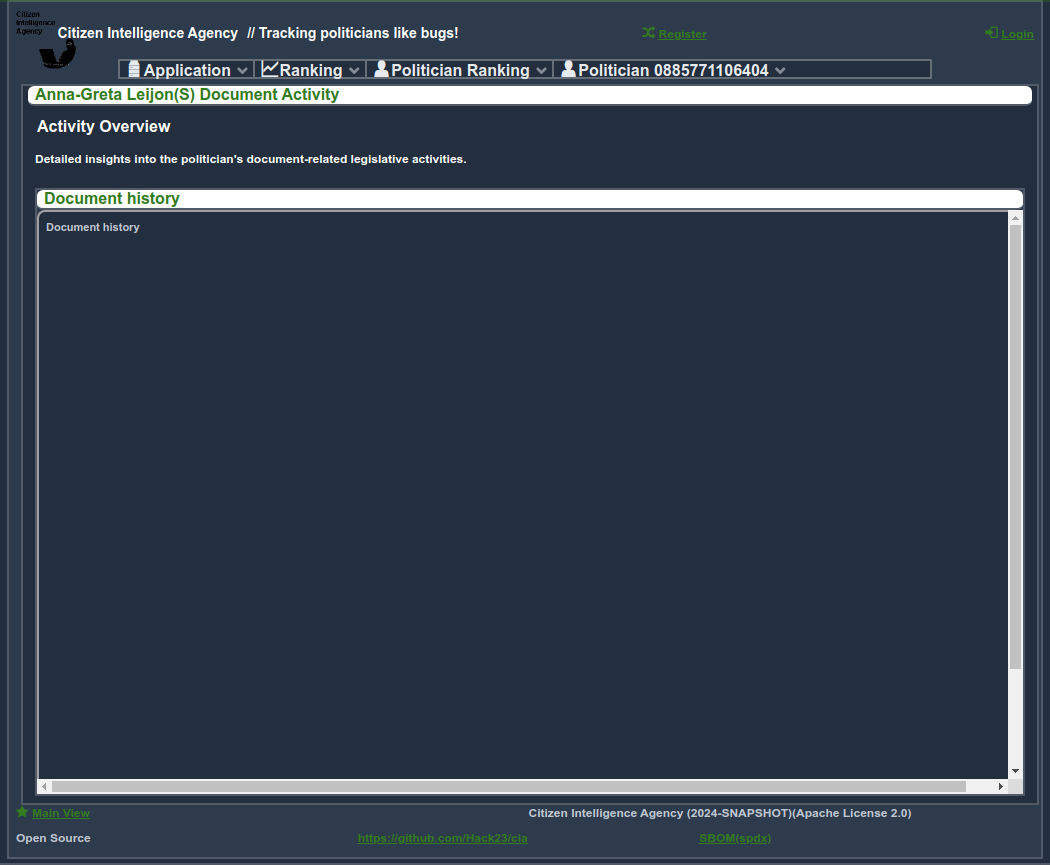 Citizen
Intelligence
Agency
Citizen Intelligence Agency // Tracking politicians like bugs!
Register
Login
Application
Ranking
Politician Ranking
Politician 0885771106404
Anna-Greta Leijon(S) Document Activity
Activity Overview
Detailed insights into the politician's document-related legislative activities.
Document history
Document history
Main View
Citizen Intelligence Agency (2024-SNAPSHOT)(Apache License 2.0)
Open Source
https://github.com/Hack23/cia
SBOM(spdx)